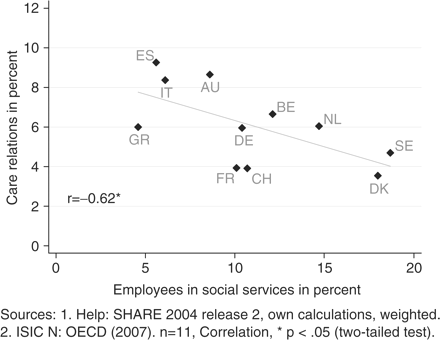 Care relations in percent
12
10
8
6
4
2
0
ES
IT
AU
GR
BE
DE
NL
FR
CH
SE
DK
r=−0.62*
0
5
10
15
20
Employees in social services in percent
Sources: 1. Help: SHARE 2004 release 2, own calculations, weighted.
2. ISIC N: OECD (2007). n=11, Correlation, * p < .05 (two-tailed test).